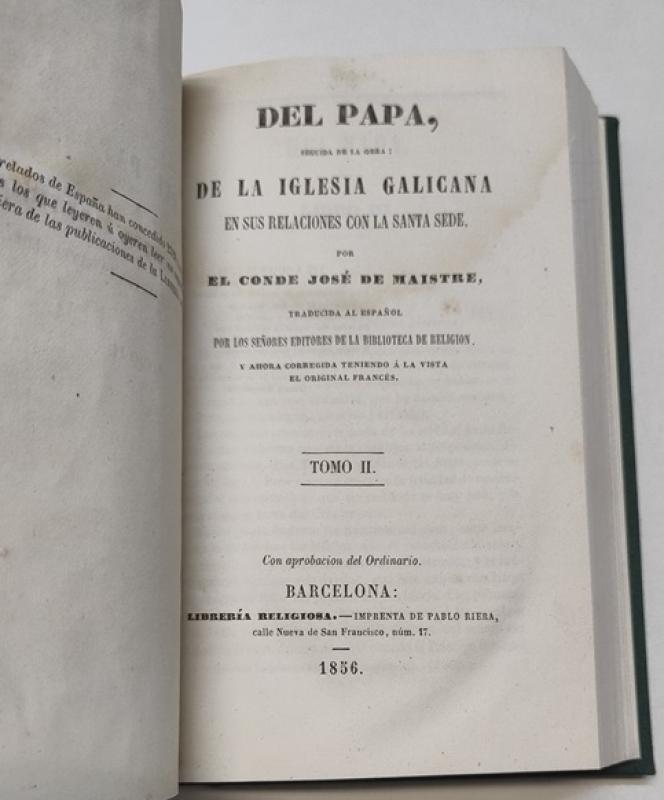 relados de España han concedido
s los que leyeren ú oyeren leer
iera de las publicaciones de la
DEL PAPA,
SEGUIDA DE LA OBRA:
DE LA IGLESIA GALICANA
EN SUS RELACIONES CON LA SANTA SEDE,
POR
EL CONDE JOSÉ DE MAISTRE,
TRADUCIDA AL ESPAÑOL
POR LOS SEÑORES EDITORES DE LA BIBLIOTECA DE RELIGION,
Y AHORA CORREGIDA TENIENDO Á LA VISTA
EL ORIGINAL FRANCÉS.
TOMO II.
Con aprobacion del Ordinario.
BARCELONA:
LIBRERÍA RELIGIOSA.—IMPRENTA DE PABLO RIERA,
calle Nueva de San Francisco, núm. 17.
1856.